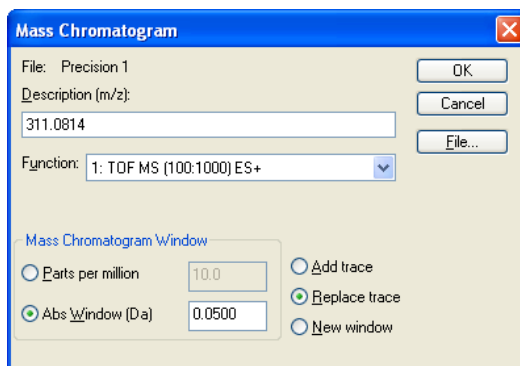 Mass Chromatogram
File: Precision 1
OK
Description (m/z):
Cancel
311.0814
File...
Function: 1: TOF MS (100:1000) ES+
Mass Chromatogram Window
Parts per million 10.0
Add trace
Abs Window (Da) 0.0500
Replace trace
New window